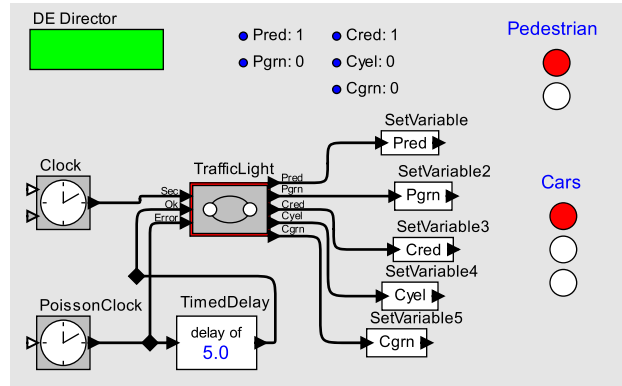 DE Director
Pred: 1
Cred: 1
Pgrn: 0
Cyel: 0
Cgrn: 0
Pedestrian
SetVariable
Pred
Clock
TrafficLight
SetVariable2
Pgrn
Cars
Sec
Ok
Error
Pred
Pgrn
Cred
Cyel
Cgrn
SetVariable3
Cred
SetVariable4
Cyel
PoissonClock
TimedDelay
delay of
5.0
SetVariable5
Cgrn